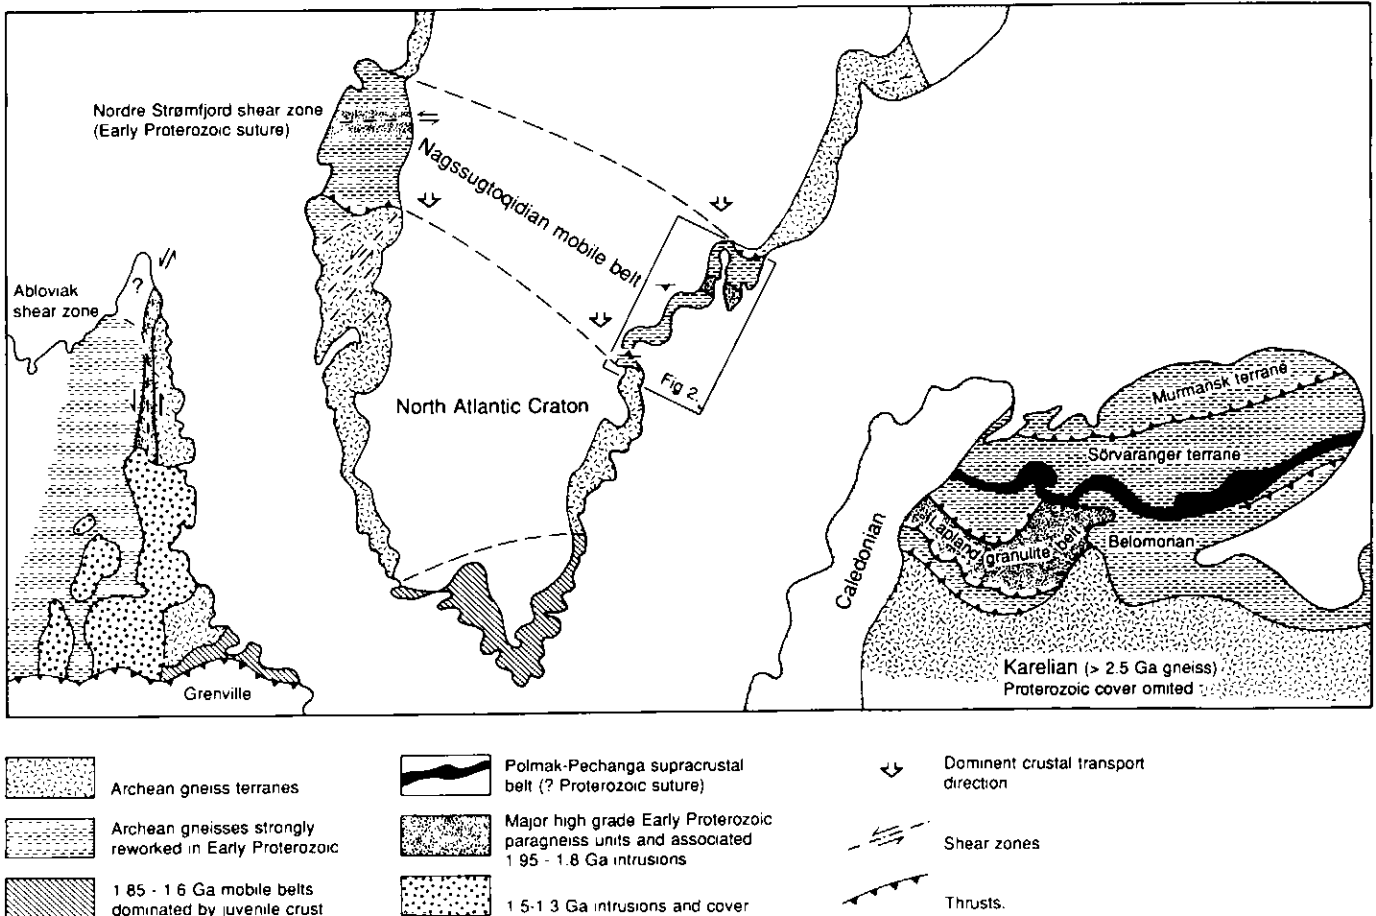 Nordre Strømfjord shear zone
(Early Proterozoic suture)
Nagssugtoqidian mobile belt
Abloviak
shear zone
?
Fig 2.
North Atlantic Craton
Murmansk terrane
Sörvaranger terrane
Lapland granulite belt
Belomorian
Caledonian
Karelian (> 2.5 Ga gneiss)
Proterozoic cover omited
Grenville
Archean gneiss terranes
Archean gneisses strongly
reworked in Early Proterozoic
1 85 - 1 6 Ga mobile belts
dominated by juvenile crust
Polmak-Pechanga supracrustal
belt (? Proterozoic suture)
Major high grade Early Proterozoic
paragneiss units and associated
1 95 - 1.8 Ga intrusions
1 5-1 3 Ga intrusions and cover
Dominent crustal transport
direction
Shear zones
Thrusts.